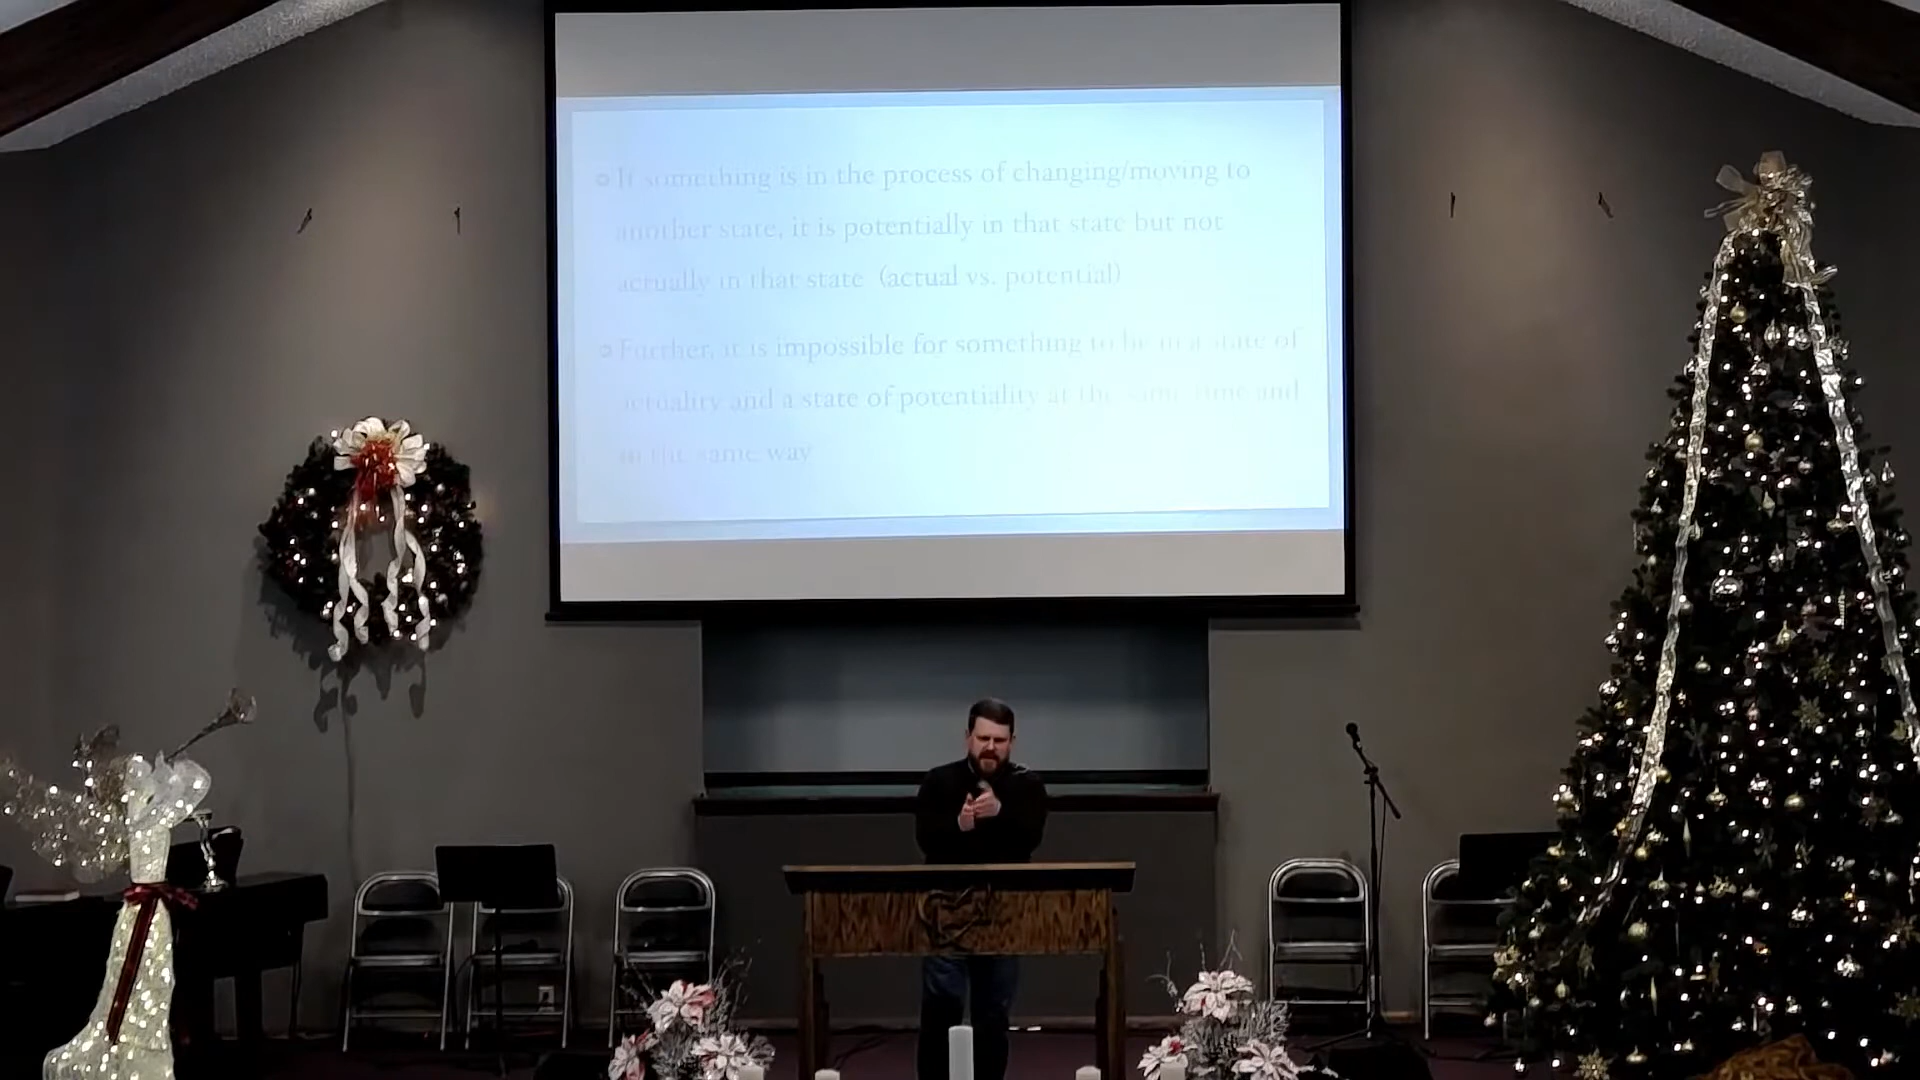 If something is in the process of changing/moving to
another state, it is potentially in that state but not
actually in that state (actual vs. potential)
Further, it is impossible for something to be in a state of
actuality and a state of potentiality at the same time and
in the same way